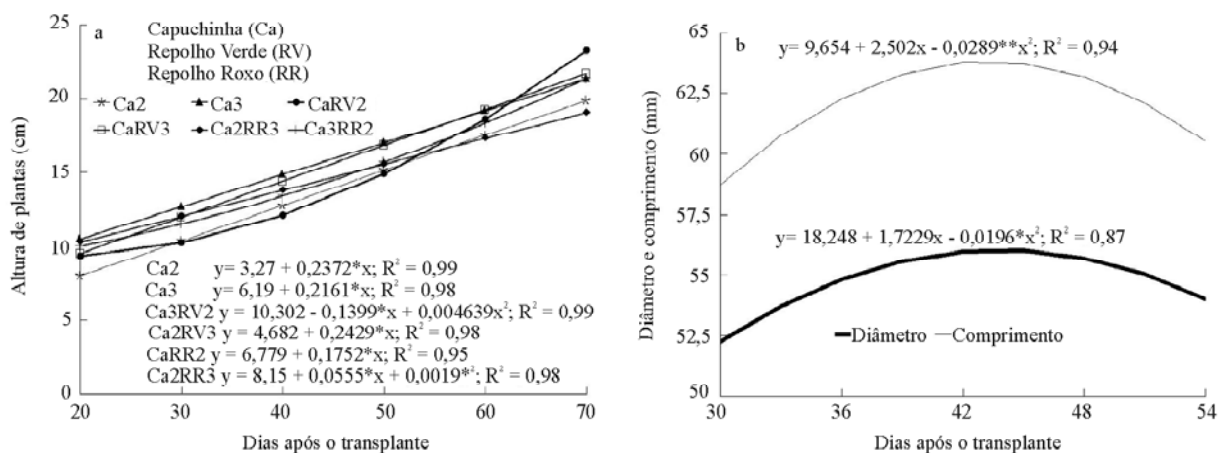 a
Capuchinha (Ca)
Repolho Verde (RV)
Repolho Roxo (RR)
Ca2 Ca3 CaRV2
CaRV3 Ca2RR3 Ca3RR2
Ca2 y= 3,27 + 0,2372*x; R² = 0,99
Ca3 y= 6,19 + 0,2161*x; R² = 0,98
Ca3RV2 y = 10,302 - 0,1399*x + 0,004639x²; R² = 0,99
Ca2RV3 y = 4,682 + 0,2429*x; R² = 0,98
CaRR2 y = 6,779 + 0,1752*x; R² = 0,95
Ca2RR3 y = 8,15 + 0,0555*x + 0,0019*²; R² = 0,98
Altura de plantas (cm)
25
20
15
10
5
0
20 30 40 50 60 70
Dias após o transplante
b
y= 9,654 + 2,502x - 0,0289**x²; R² = 0,94
y= 18,248 + 1,7229x - 0,0196*x²; R² = 0,87
Diâmetro Comprimento
Diâmetro e comprimento (mm)
65
62,5
60
57,5
55
52,5
50
30 36 42 48 54
Dias após o transplante